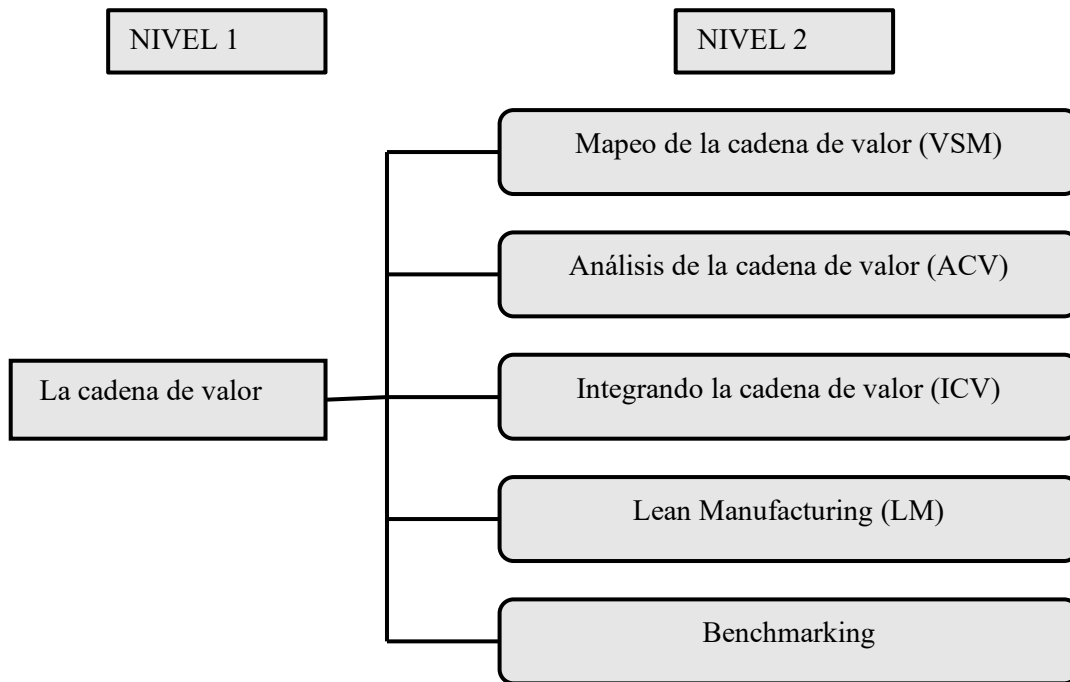 NIVEL 1
NIVEL 2
Mapeo de la cadena de valor (VSM)
Análisis de la cadena de valor (ACV)
La cadena de valor
Integrando la cadena de valor (ICV)
Lean Manufacturing (LM)
Benchmarking